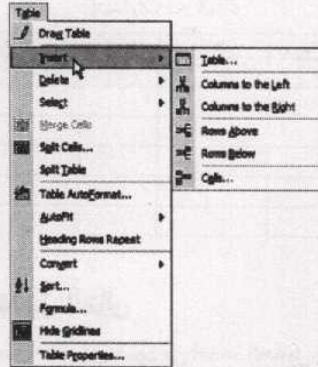 Table
Draw Table
Insert
Delete
Select
Merge Cells
Split Cells...
Split Table
Table AutoFormat...
AutoFit
Heading Rows Repeat
Convert
Sort...
Formula...
Hide Gridlines
Table Properties...
Table...
Columns to the Left
Columns to the Right
Rows Above
Rows Below
Cells...